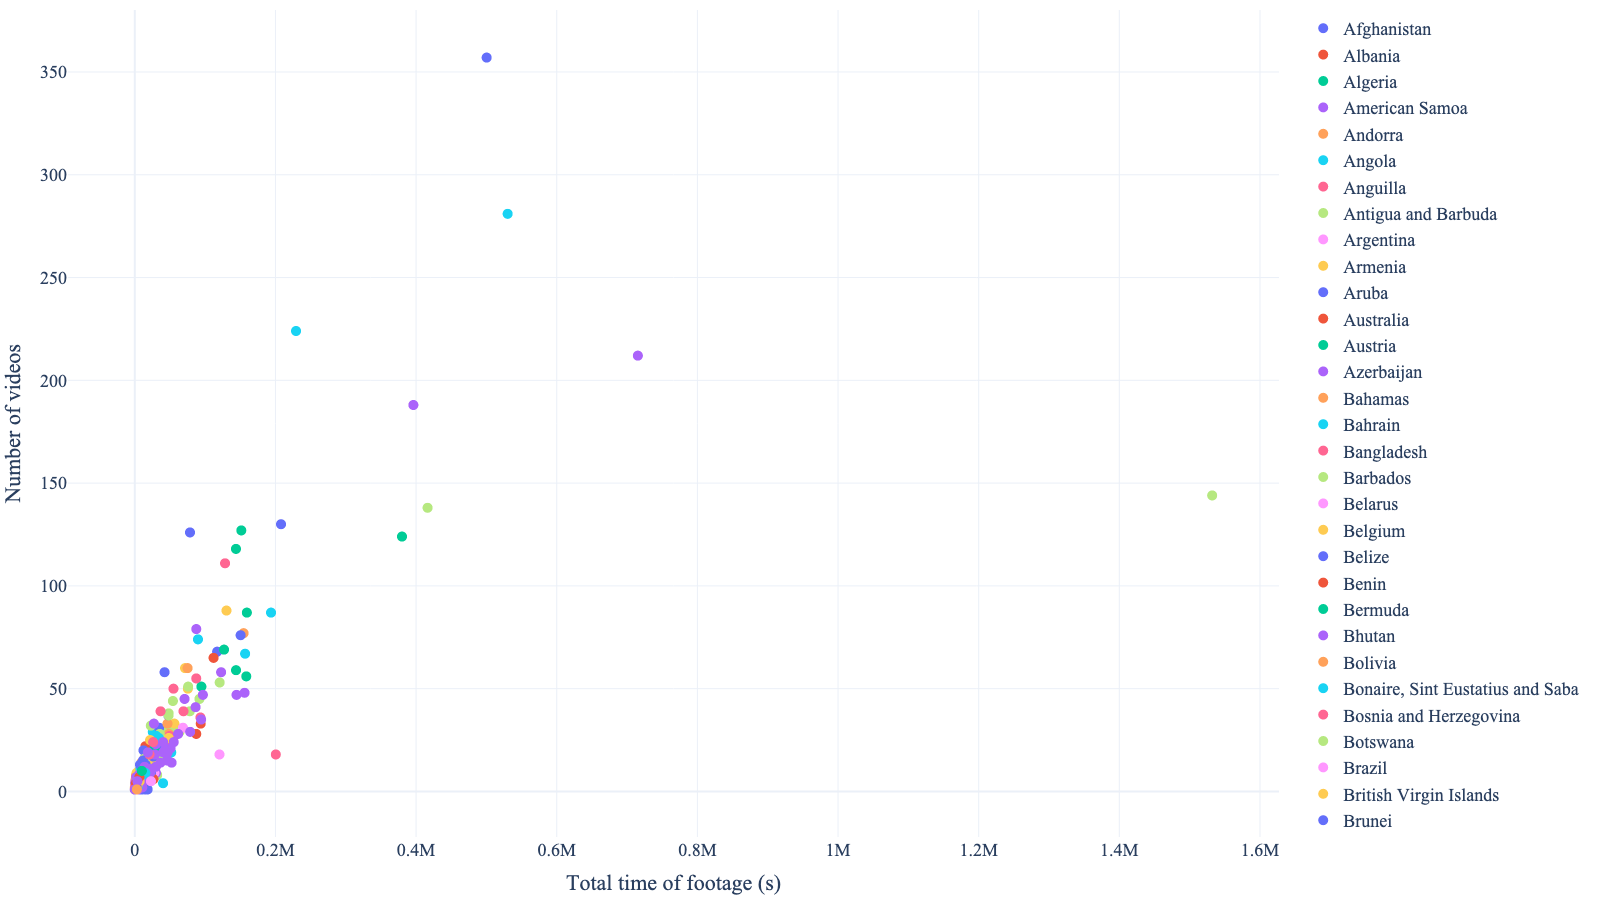 350
300
250
200
150
100
50
0
Number of videos
0
0.2M
0.4M
0.6M
0.8M
1M
1.2M
1.4M
1.6M
Total time of footage (s)
Afghanistan
Albania
Algeria
American Samoa
Andorra
Angola
Anguilla
Antigua and Barbuda
Argentina
Armenia
Aruba
Australia
Austria
Azerbaijan
Bahamas
Bahrain
Bangladesh
Barbados
Belarus
Belgium
Belize
Benin
Bermuda
Bhutan
Bolivia
Bonaire, Sint Eustatius and Saba
Bosnia and Herzegovina
Botswana
Brazil
British Virgin Islands
Brunei